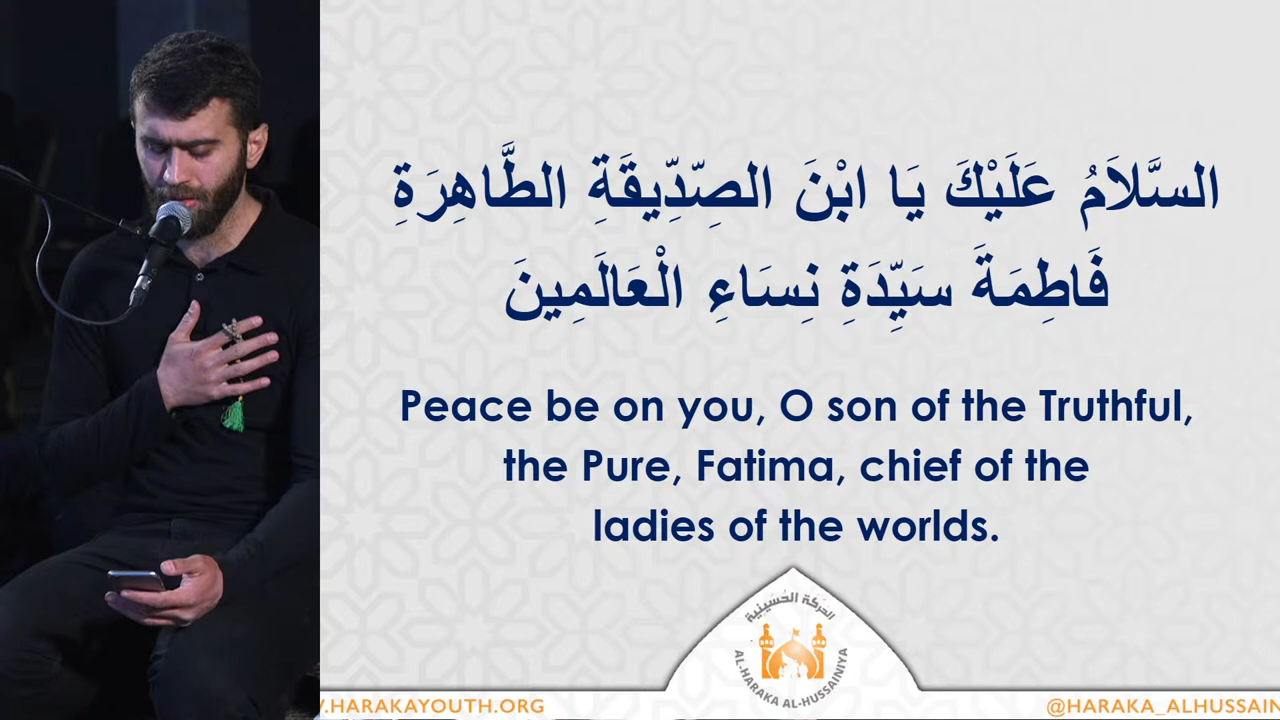 السَّلاَمُ عَلَيْكَ يَا ابْنَ الصِّدِّيقَةِ الطَّاهِرَةِ
فَاطِمَةَ سَيِّدَةِ نِسَاءِ الْعَالَمِينَ
Peace be on you, O son of the Truthful,
the Pure, Fatima, chief of the
ladies of the worlds.
الحركة الحسينية
AL-HARAKA AL-HUSSAINIYA
.HARAKAYOUTH.ORG
@HARAKA_ALHUSSAIN